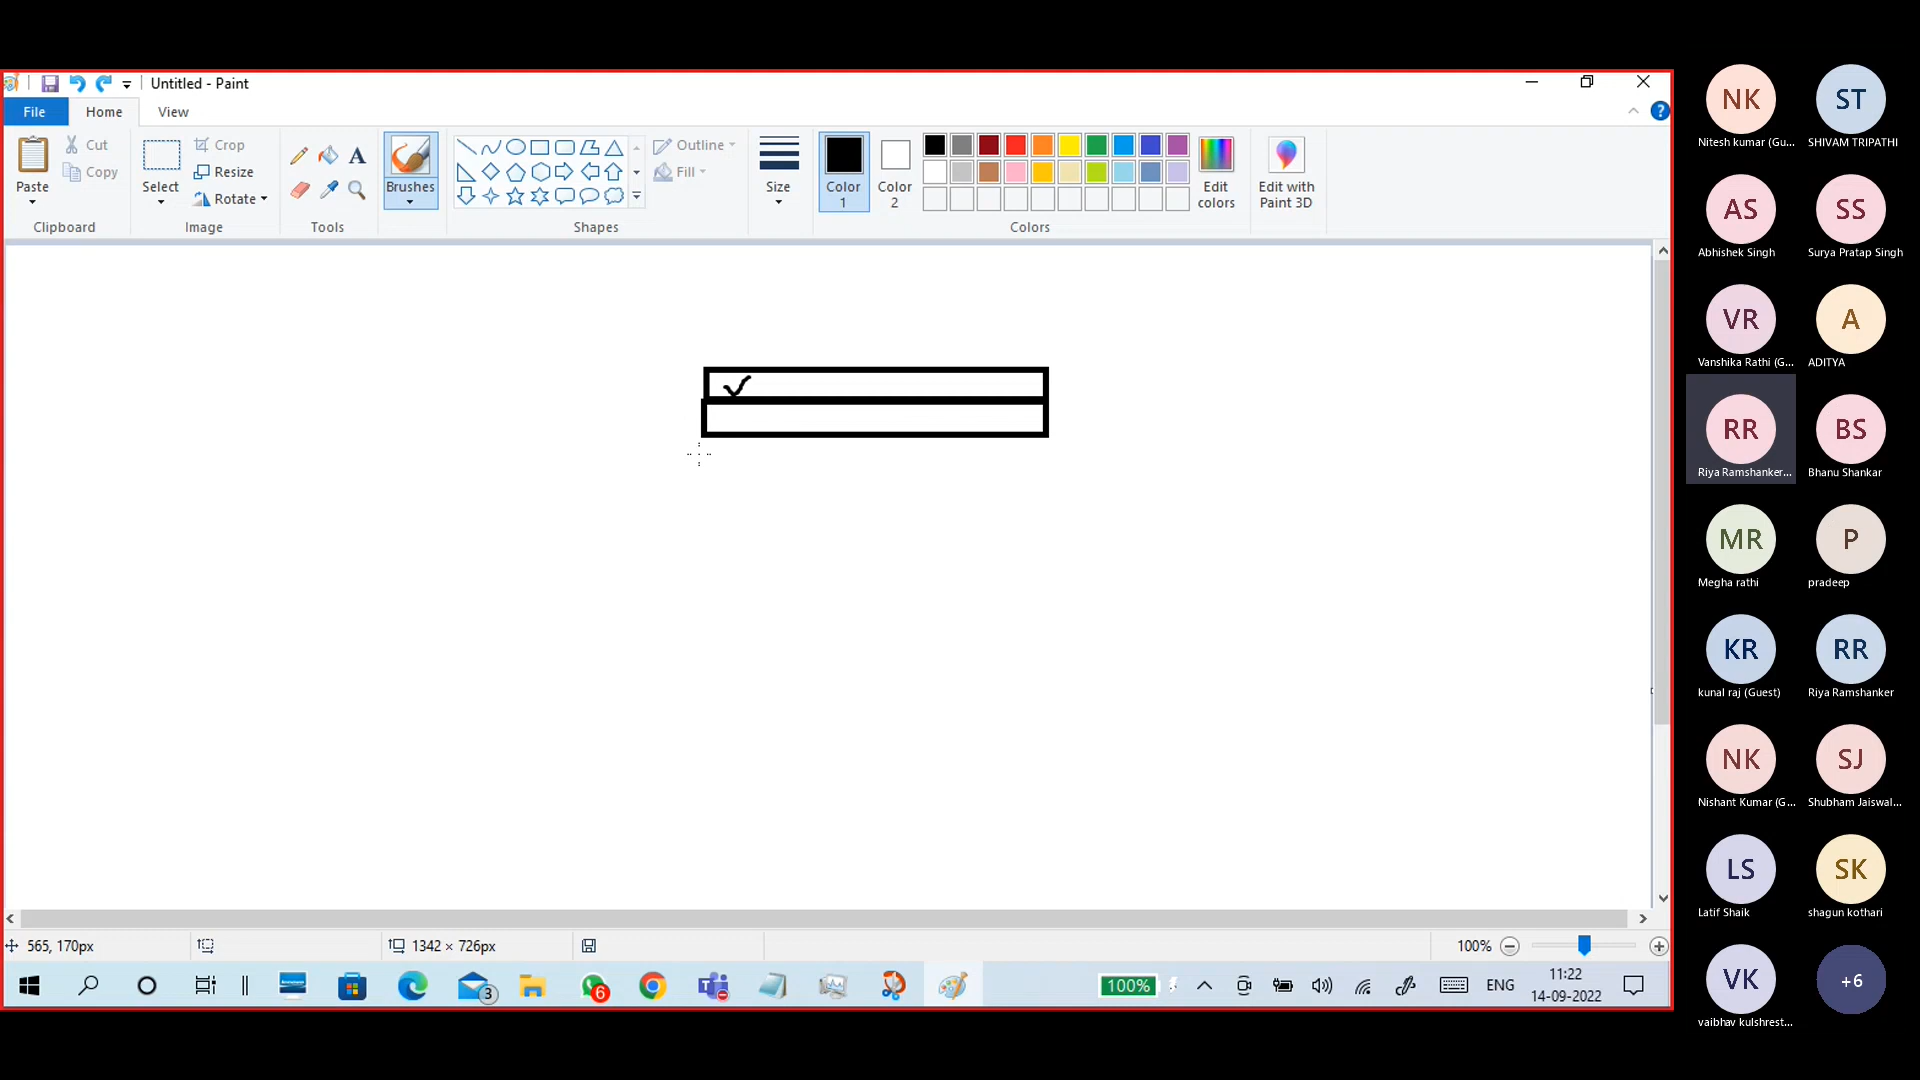 Untitled - Paint
File Home View
Paste
Cut
Copy
Clipboard
Select
Crop
Resize
Rotate
Image
A
Tools
Brushes
Shapes
Outline
Fill
Size
Color 1
Color 2
Edit colors
Colors
Edit with Paint 3D
?
565, 170px
1342 × 726px
100%
3
6
100%
ENG
11:22
14-09-2022
NK
Nitesh kumar (Gu...
ST
SHIVAM TRIPATHI
AS
Abhishek Singh
SS
Surya Pratap Singh
VR
Vanshika Rathi (G...
A
ADITYA
RR
Riya Ramshanker...
BS
Bhanu Shankar
MR
Megha rathi
P
pradeep
KR
kunal raj (Guest)
RR
Riya Ramshanker
NK
Nishant Kumar (G...
SJ
Shubham Jaiswal...
LS
Latif Shaik
SK
shagun kothari
VK
vaibhav kulshrest...
+6